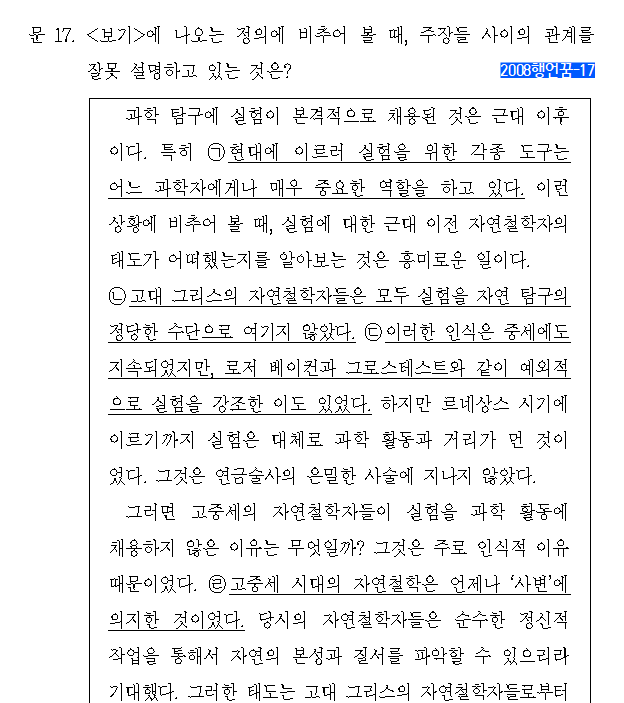 문 17. <보기>에 나오는 정의에 비추어 볼 때, 주장들 사이의 관계를
잘못 설명하고 있는 것은?
2008행언꿈-17
과학 탐구에 실험이 본격적으로 채용된 것은 근대 이후
이다. 특히 ㉠현대에 이르러 실험을 위한 각종 도구는
어느 과학자에게나 매우 중요한 역할을 하고 있다. 이런
상황에 비추어 볼 때, 실험에 대한 근대 이전 자연철학자의
태도가 어떠했는지를 알아보는 것은 흥미로운 일이다.
㉡고대 그리스의 자연철학자들은 모두 실험을 자연 탐구의
정당한 수단으로 여기지 않았다. ㉢이러한 인식은 중세에도
지속되었지만, 로저 베이컨과 그로스테스트와 같이 예외적
으로 실험을 강조한 이도 있었다. 하지만 르네상스 시기에
이르기까지 실험은 대체로 과학 활동과 거리가 먼 것이
었다. 그것은 연금술사의 은밀한 사술에 지나지 않았다.
그러면 고중세의 자연철학자들이 실험을 과학 활동에
채용하지 않은 이유는 무엇일까? 그것은 주로 인식적 이유
때문이었다. ㉣고중세 시대의 자연철학은 언제나 ‘사변’에
의지한 것이었다. 당시의 자연철학자들은 순수한 정신적
작업을 통해서 자연의 본성과 질서를 파악할 수 있으리라
기대했다. 그러한 태도는 고대 그리스의 자연철학자들로부터